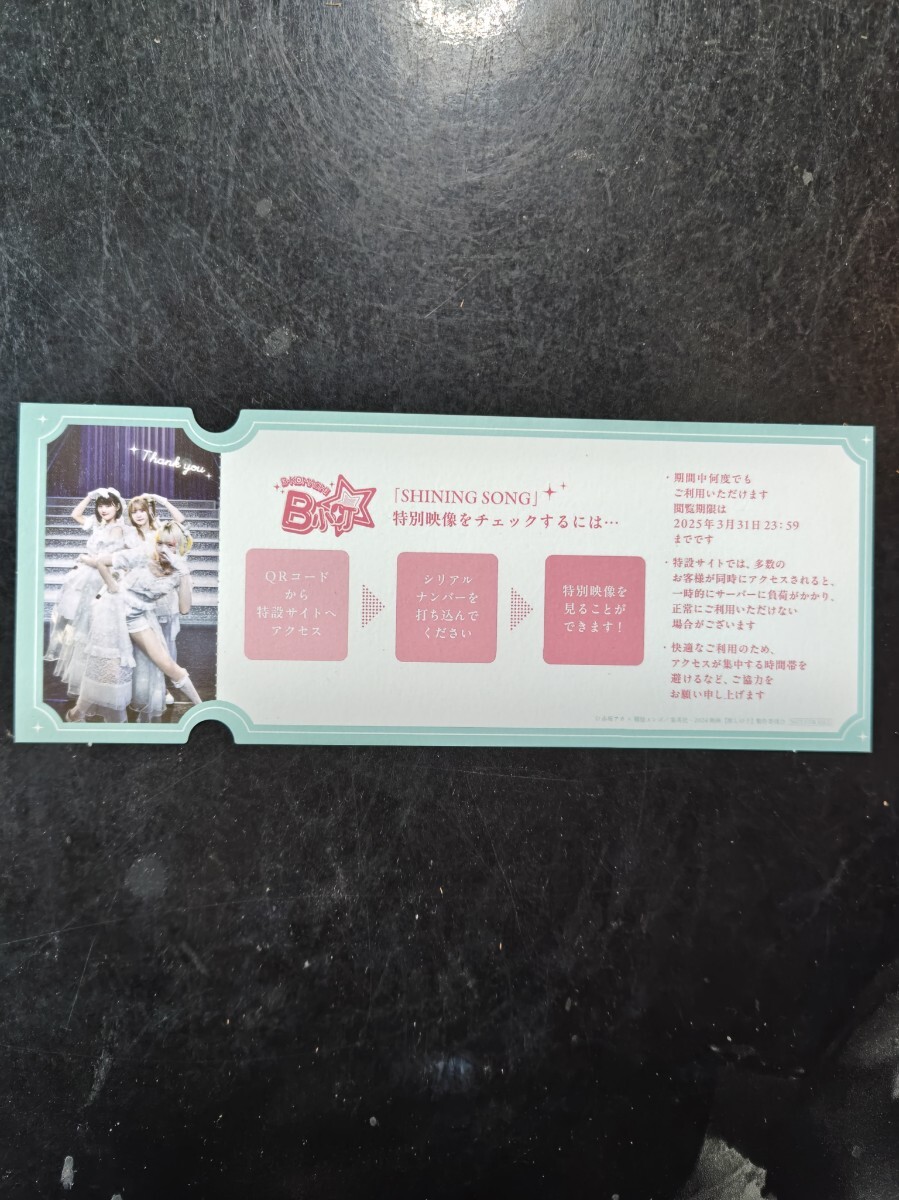 Thank you
B-KOMACHI
B小町
「SHINING SONG」
特別映像をチェックするには…
QRコード
から
特設サイトへ
アクセス
シリアル
ナンバーを
打ち込んで
ください
特別映像を
見ることが
できます！
・期間中何度でも
ご利用いただけます
閲覧期限は
2025年3月31日23:59
までです
・特設サイトでは、多数の
お客様が同時にアクセスされると、
一時的にサーバーに負荷がかかり、
正常にご利用いただけない
場合がございます
・快適なご利用のため、
アクセスが集中する時間帯を
避けるなど、ご協力を
お願い申し上げます